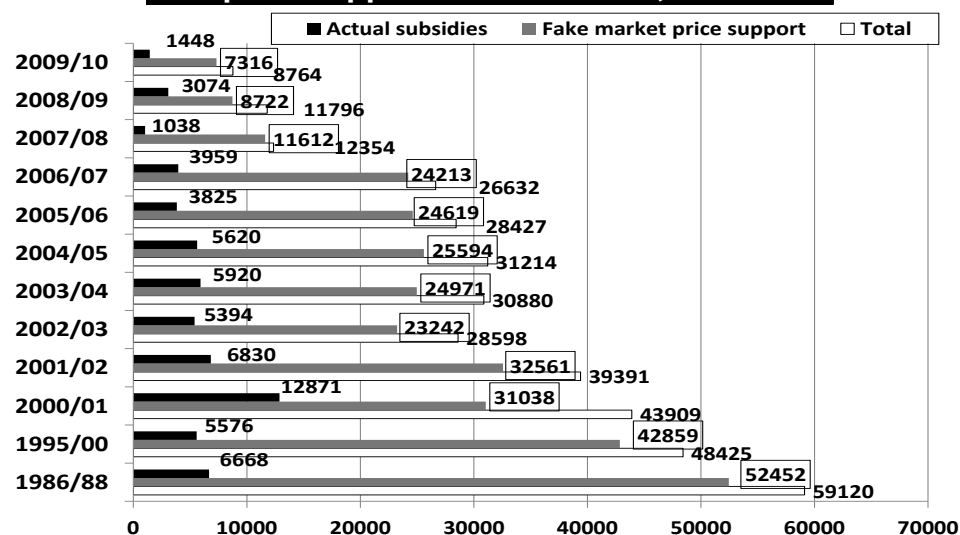 Actual subsidies Fake market price support Total
2009/10 1448 7316 8764
2008/09 3074 8722 11796
2007/08 1038 11612 12354
2006/07 3959 24213 26632
2005/06 3825 24619 28427
2004/05 5620 25594 31214
2003/04 5920 24971 30880
2002/03 5394 23242 28598
2001/02 6830 32561 39391
2000/01 12871 31038 43909
1995/00 5576 42859 48425
1986/88 6668 52452 59120
0 10000 20000 30000 40000 50000 60000 70000